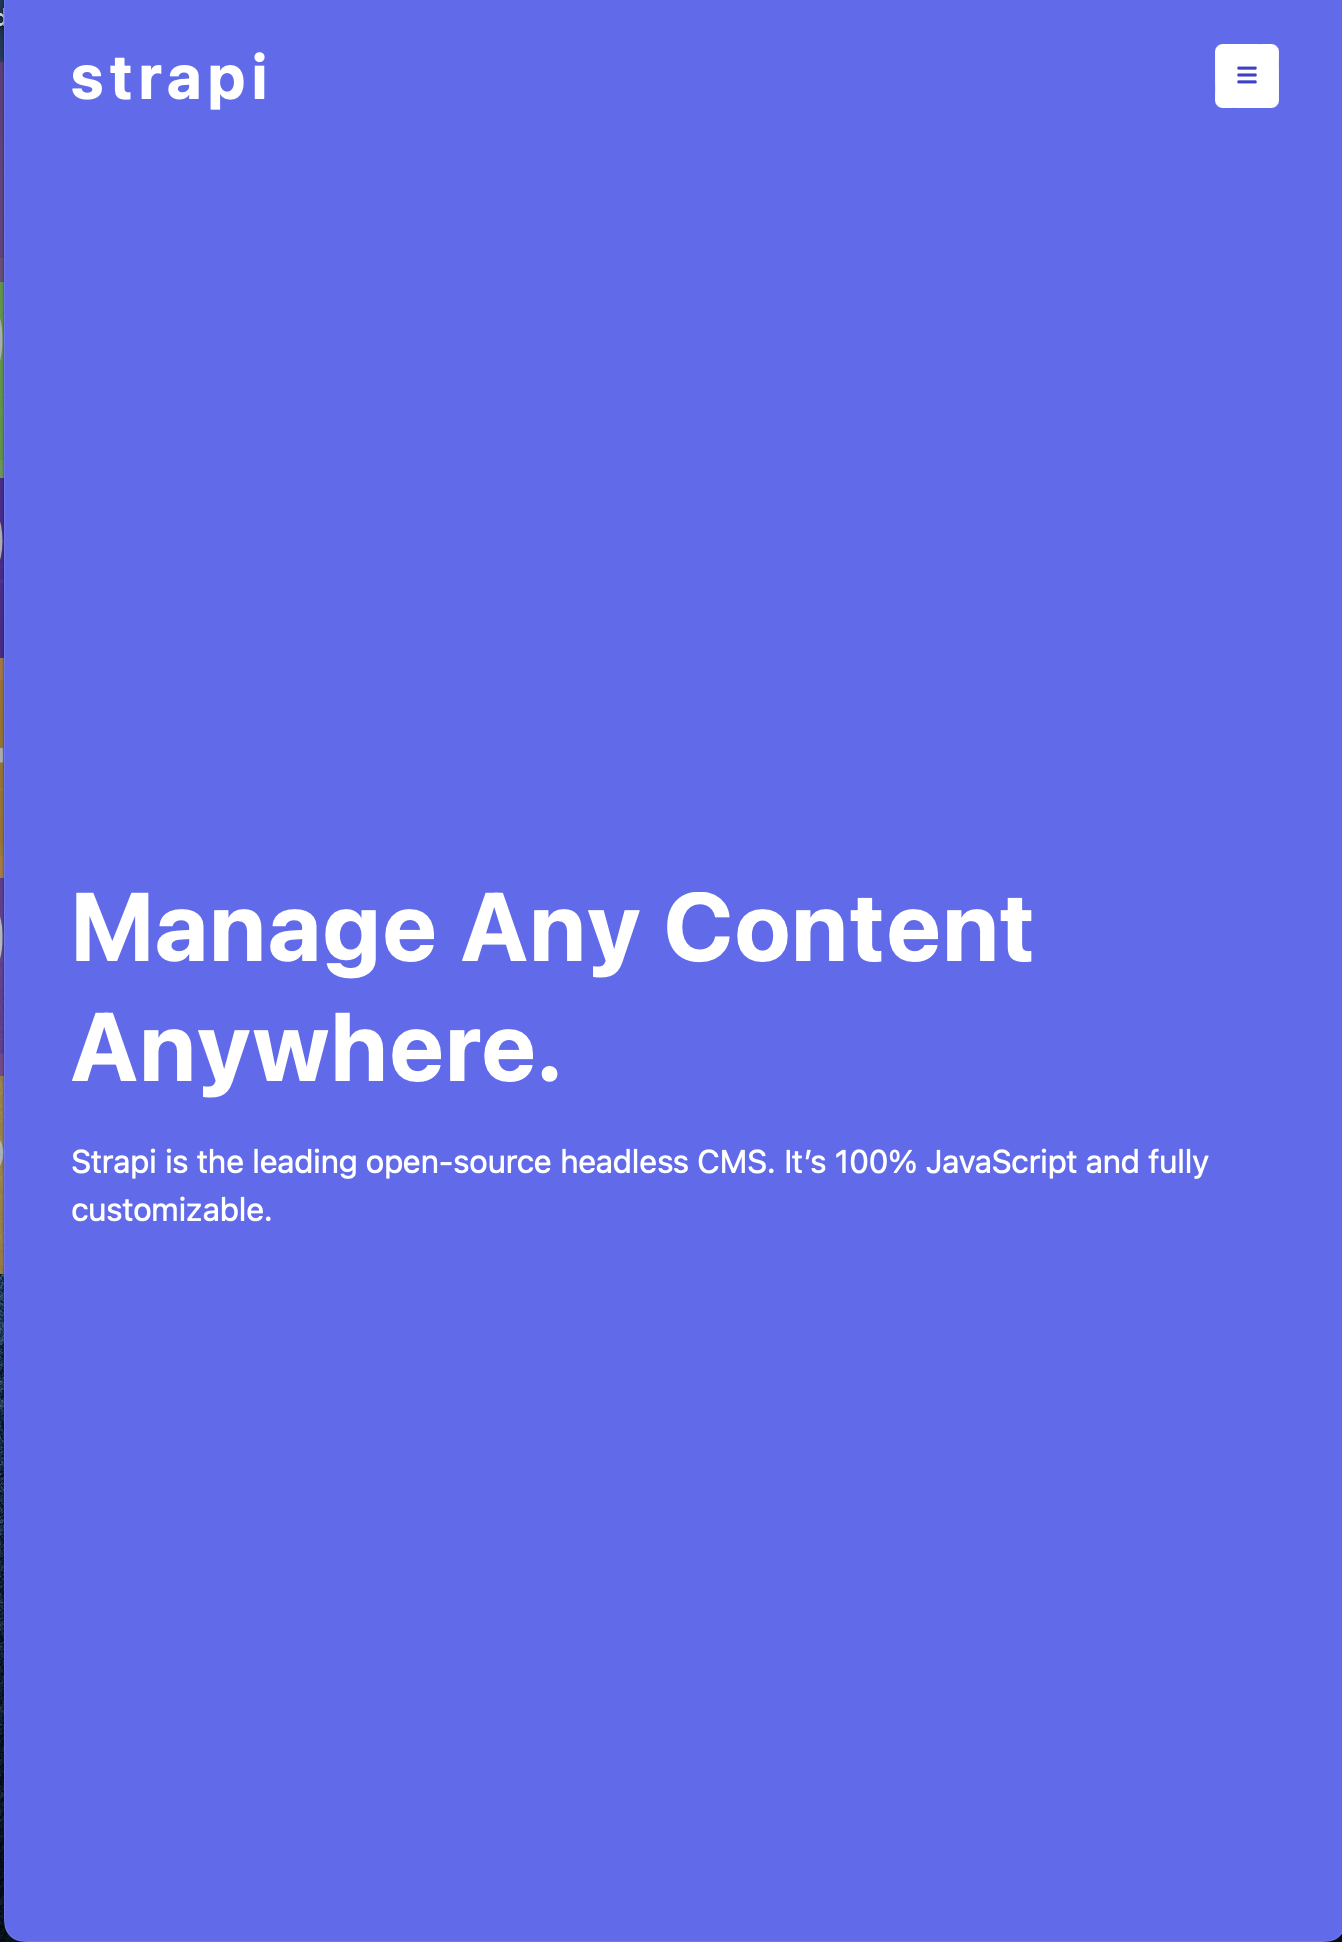 strapi
Manage Any Content
Anywhere.
Strapi is the leading open-source headless CMS. It’s 100% JavaScript and fully
customizable.